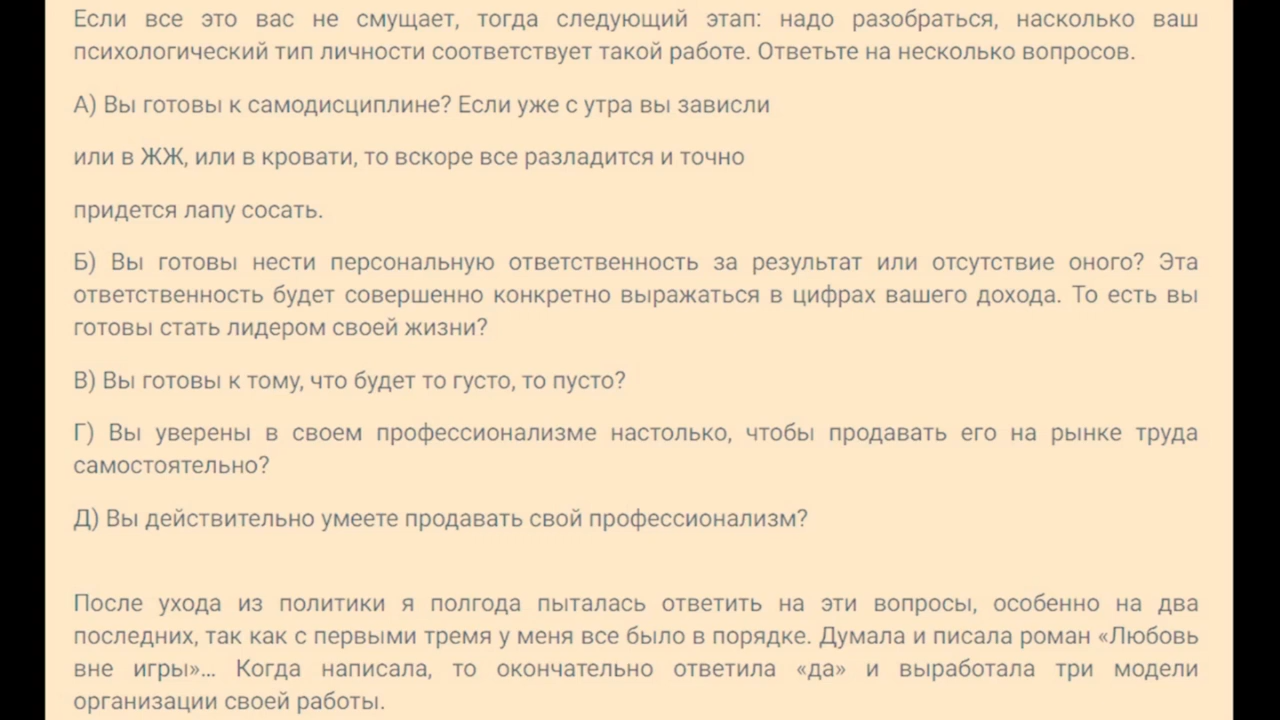 Если все это вас не смущает, тогда следующий этап: надо разобраться, насколько ваш
психологический тип личности соответствует такой работе. Ответьте на несколько вопросов.
А) Вы готовы к самодисциплине? Если уже с утра вы зависли
или в ЖЖ, или в кровати, то вскоре все разладится и точно
придется лапу сосать.
Б) Вы готовы нести персональную ответственность за результат или отсутствие оного? Эта
ответственность будет совершенно конкретно выражаться в цифрах вашего дохода. То есть вы
готовы стать лидером своей жизни?
В) Вы готовы к тому, что будет то густо, то пусто?
Г) Вы уверены в своем профессионализме настолько, чтобы продавать его на рынке труда
самостоятельно?
Д) Вы действительно умеете продавать свой профессионализм?
После ухода из политики я полгода пыталась ответить на эти вопросы, особенно на два
последних, так как с первыми тремя у меня все было в порядке. Думала и писала роман «Любовь
вне игры»… Когда написала, то окончательно ответила «да» и выработала три модели
организации своей работы.